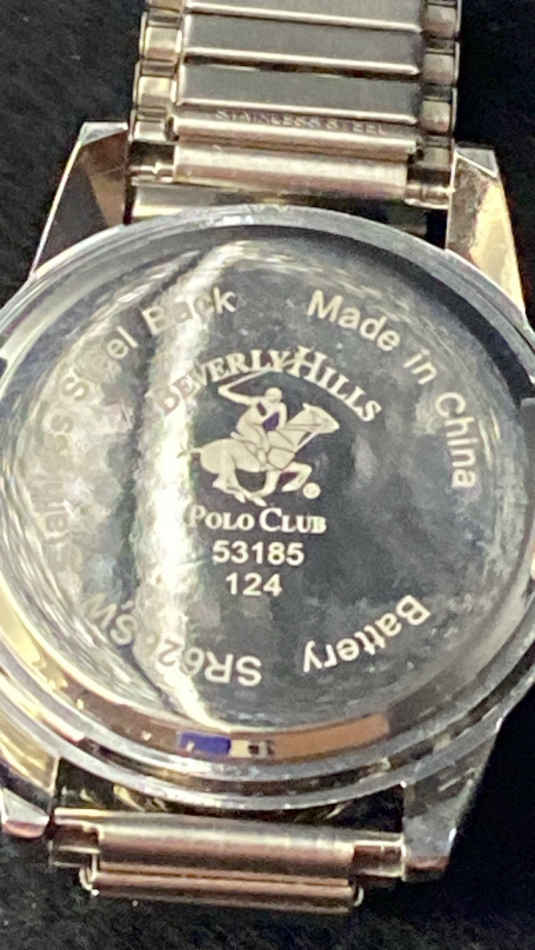 STAINLESS STEEL
Steel Back
Made in China
BEVERLY HILLS
POLO CLUB
53185
124
Battery
SR626SW